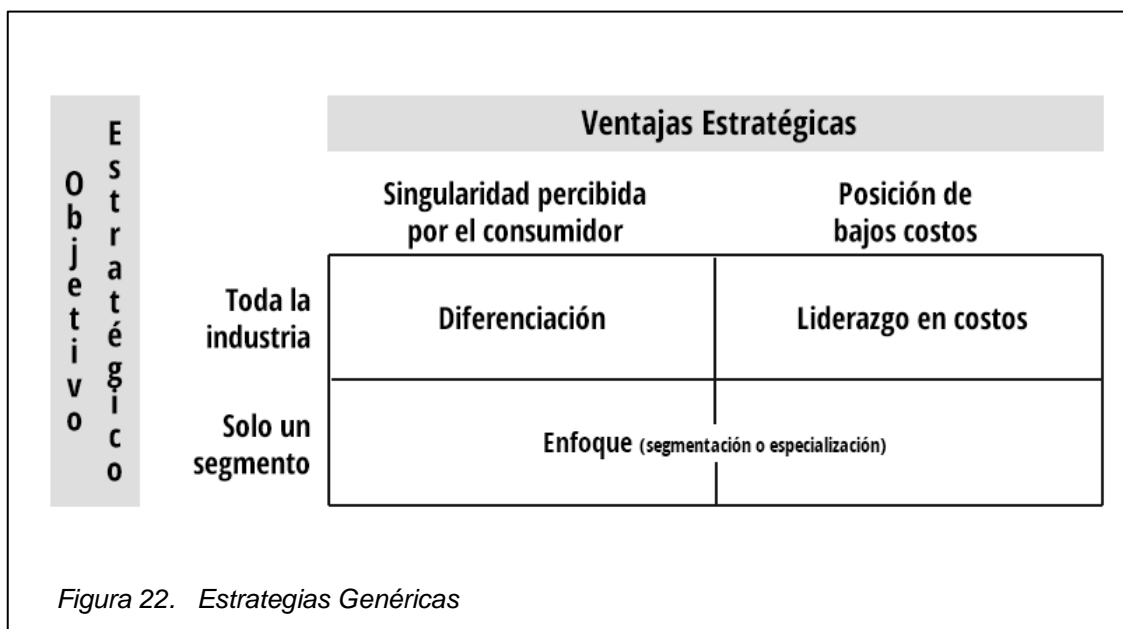 Objetivo
Estratégico
Ventajas Estratégicas
Singularidad percibida
por el consumidor
Posición de
bajos costos
Toda la
industria
Diferenciación
Liderazgo en costos
Solo un
segmento
Enfoque (segmentación o especialización)
Figura 22. Estrategias Genéricas